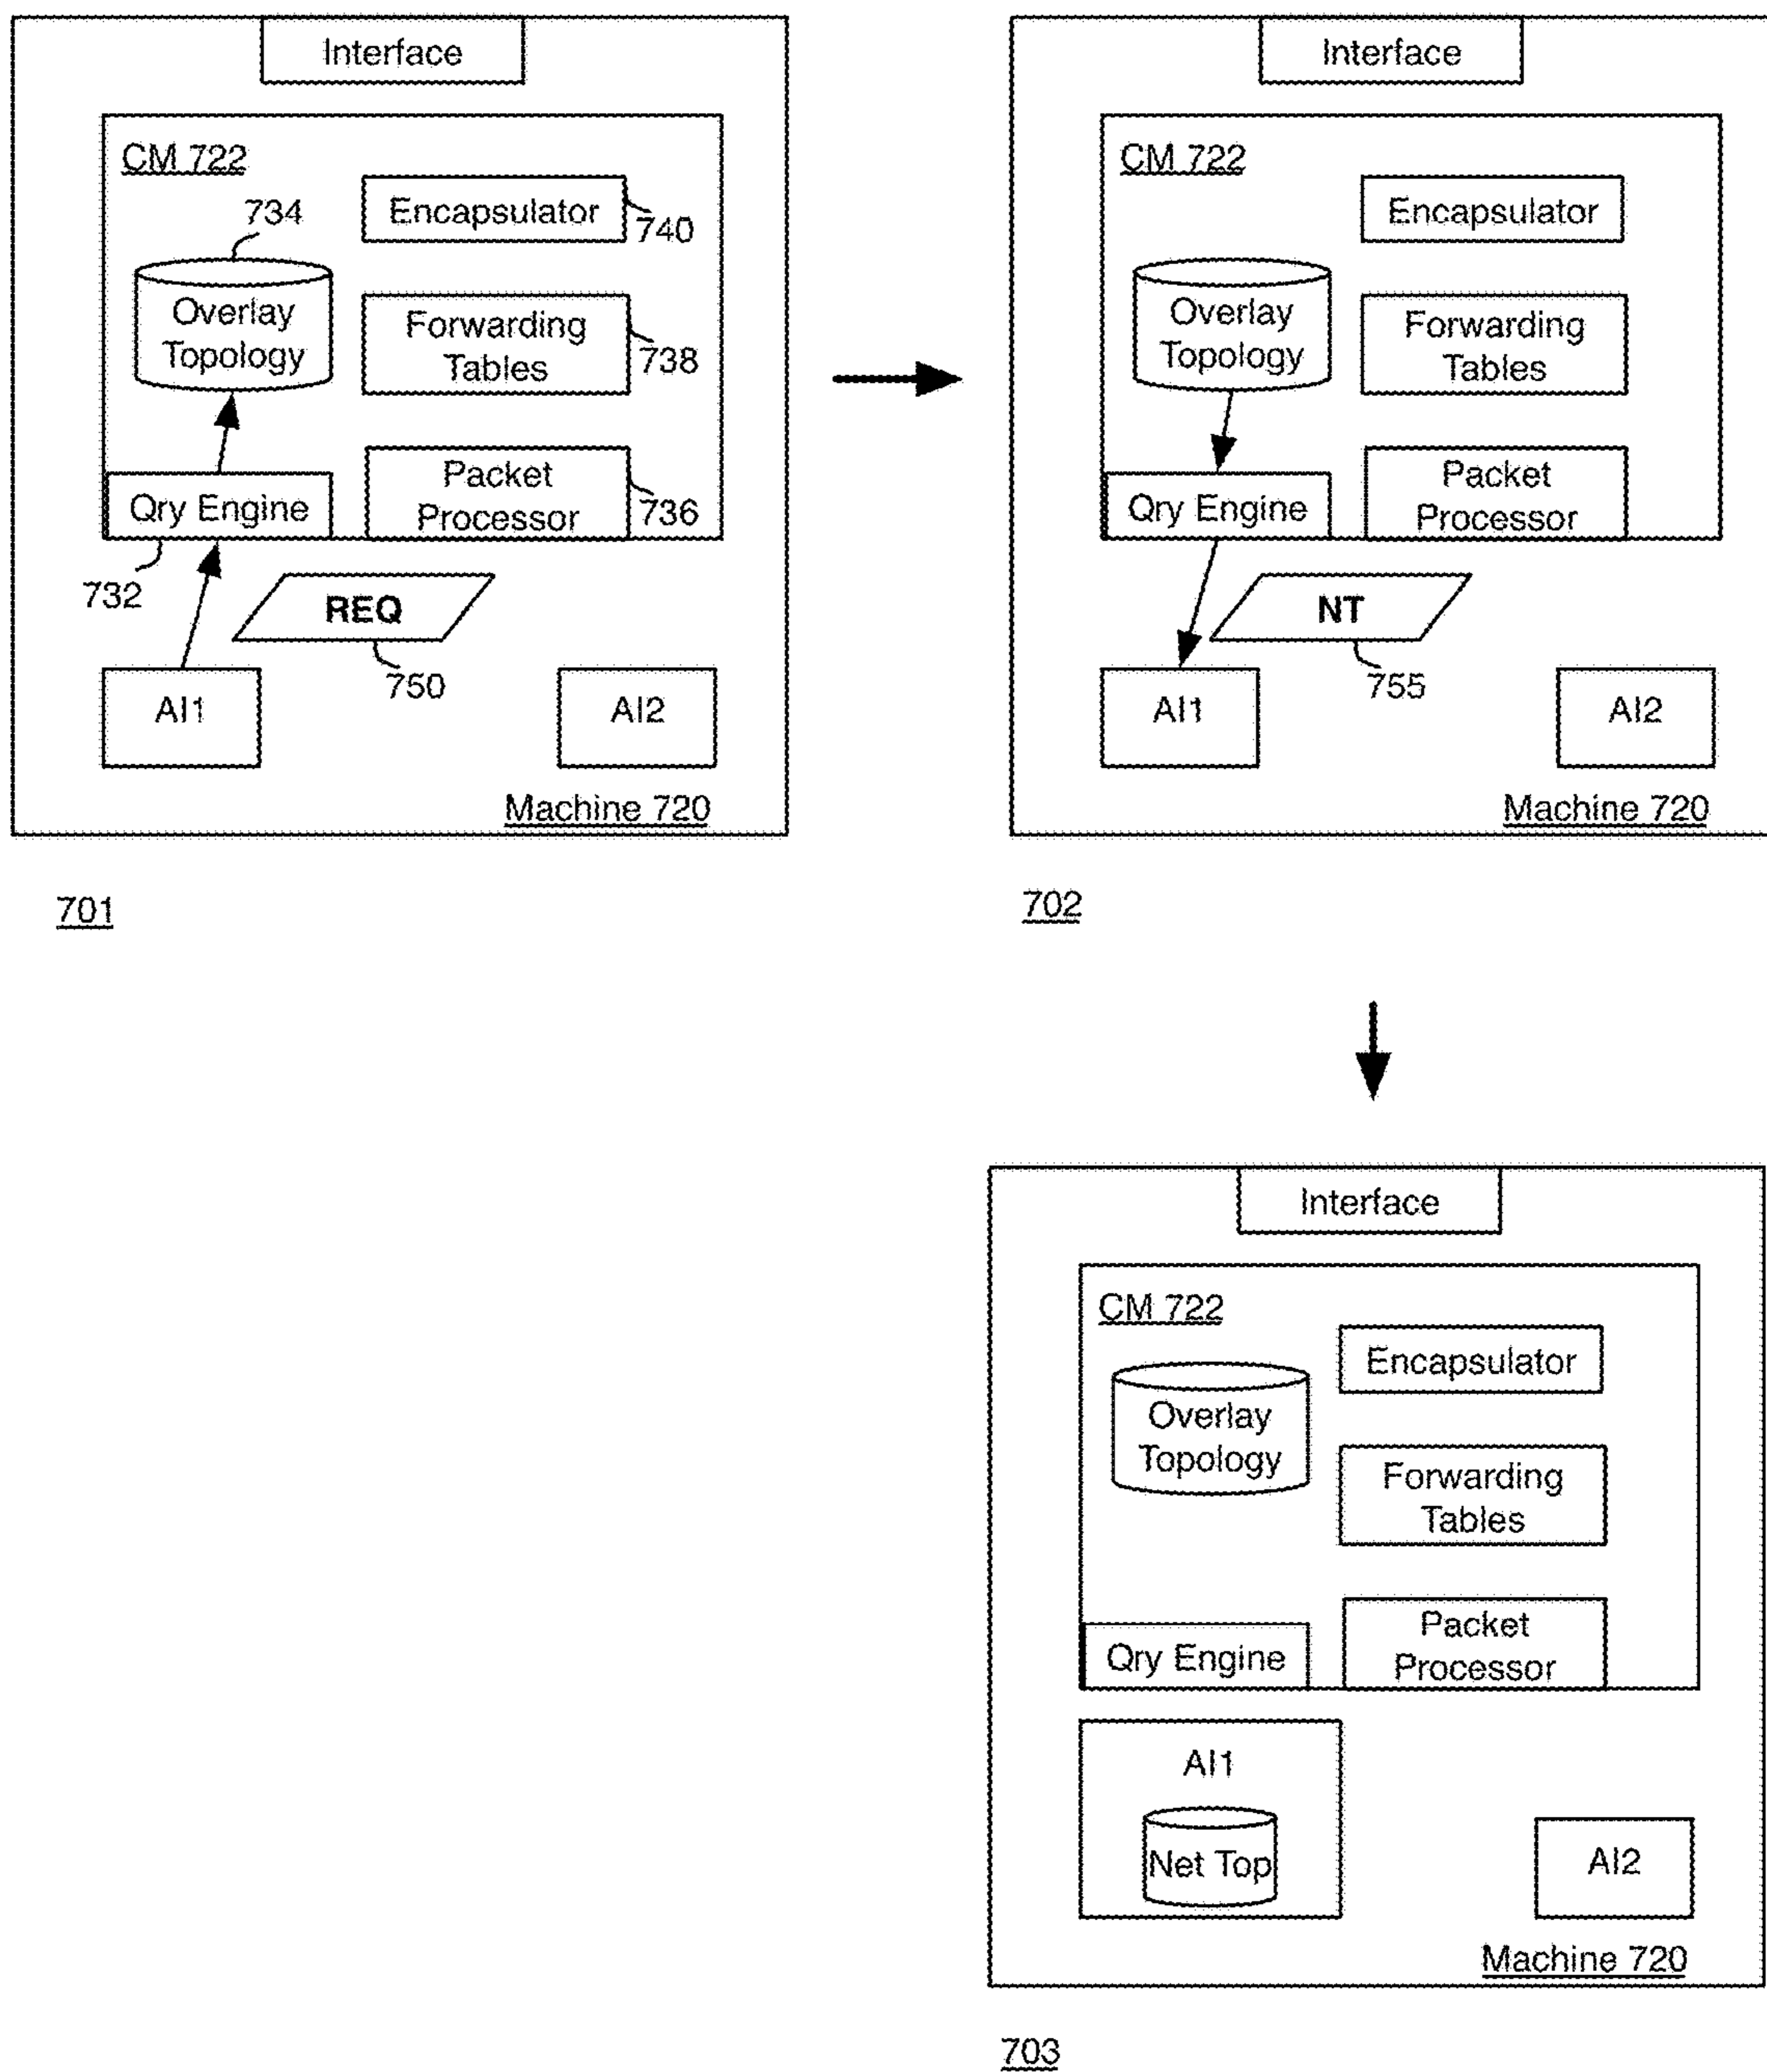 Interface
CM 722
734
Encapsulator
740
Overlay
Topology
Forwarding
Tables
738
Qry Engine
Packet
Processor
736
732
REQ
750
AI1
AI2
Machine 720
701
Interface
CM 722
Encapsulator
Overlay
Topology
Forwarding
Tables
Qry Engine
Packet
Processor
NT
755
AI1
AI2
Machine 720
702
Interface
CM 722
Encapsulator
Overlay
Topology
Forwarding
Tables
Qry Engine
Packet
Processor
AI1
Net Top
AI2
Machine 720
703